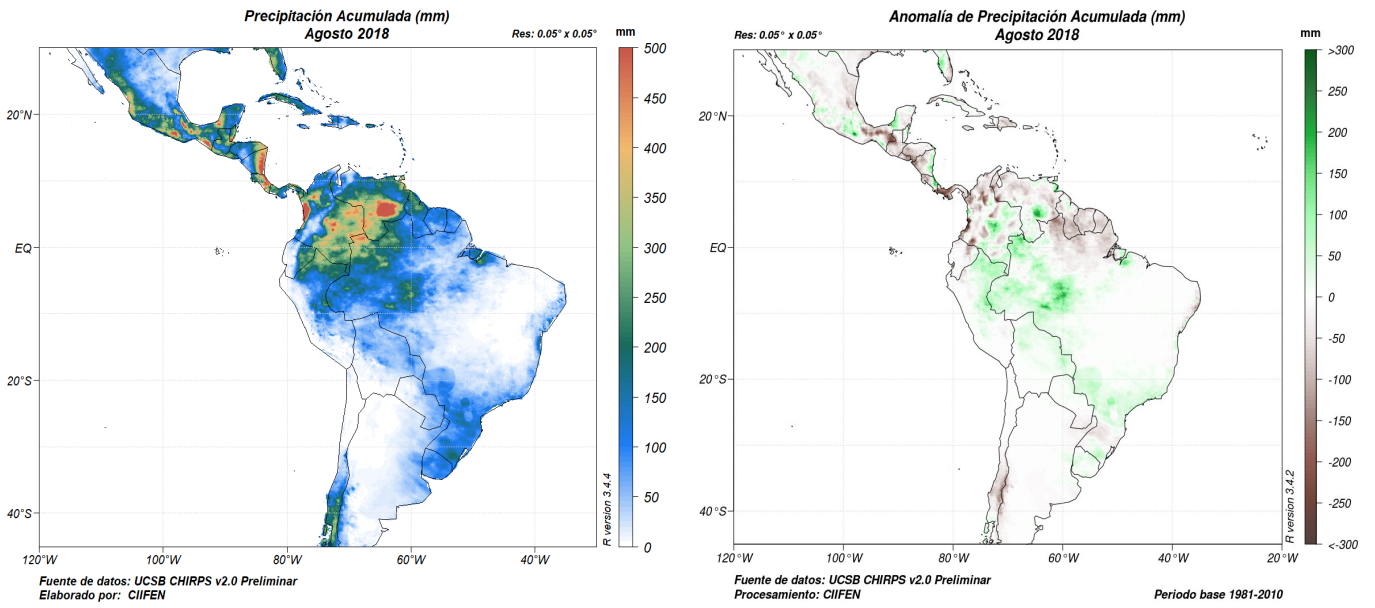 Precipitación Acumulada (mm)
Agosto 2018
Res: 0.05° x 0.05°
mm
500
450
400
350
300
250
200
150
100
50
0
20°N
EQ
20°S
40°S
120°W
100°W
80°W
60°W
40°W
R version 3.4.4
Fuente de datos: UCSB CHIRPS v2.0 Preliminar
Elaborado por: CIIFEN
Anomalía de Precipitación Acumulada (mm)
Res: 0.05° x 0.05°
Agosto 2018
mm
>300
250
200
150
100
50
0
-50
-100
-150
-200
-250
<-300
20°N
EQ
20°S
40°S
120°W
100°W
80°W
60°W
40°W
20°W
R version 3.4.2
Fuente de datos: UCSB CHIRPS v2.0 Preliminar
Procesamiento: CIIFEN
Periodo base 1981-2010